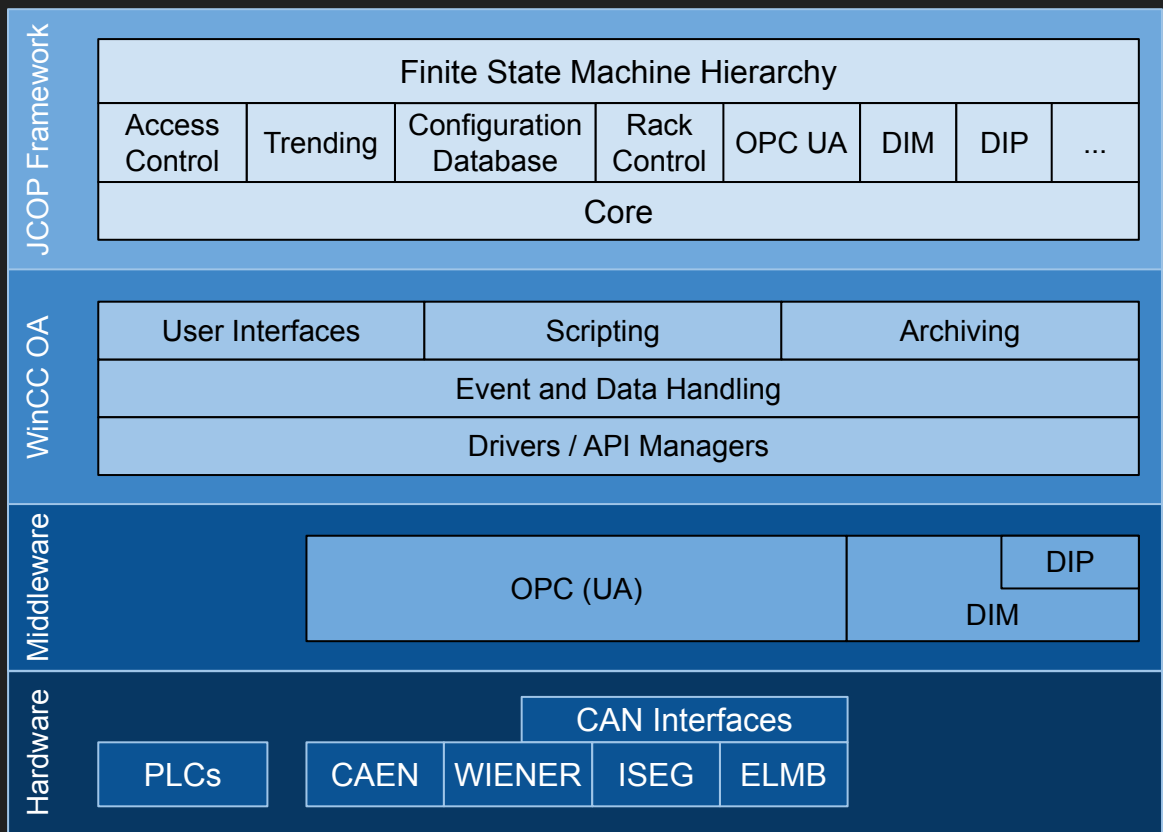 JCOP Framework
Finite State Machine Hierarchy
Access
Control
Trending
Configuration
Database
Rack
Control
OPC UA
DIM
DIP
...
Core
WinCC OA
User Interfaces
Scripting
Archiving
Event and Data Handling
Drivers / API Managers
Middleware
OPC (UA)
DIP
DIM
Hardware
CAN Interfaces
PLCs
CAEN
WIENER
ISEG
ELMB